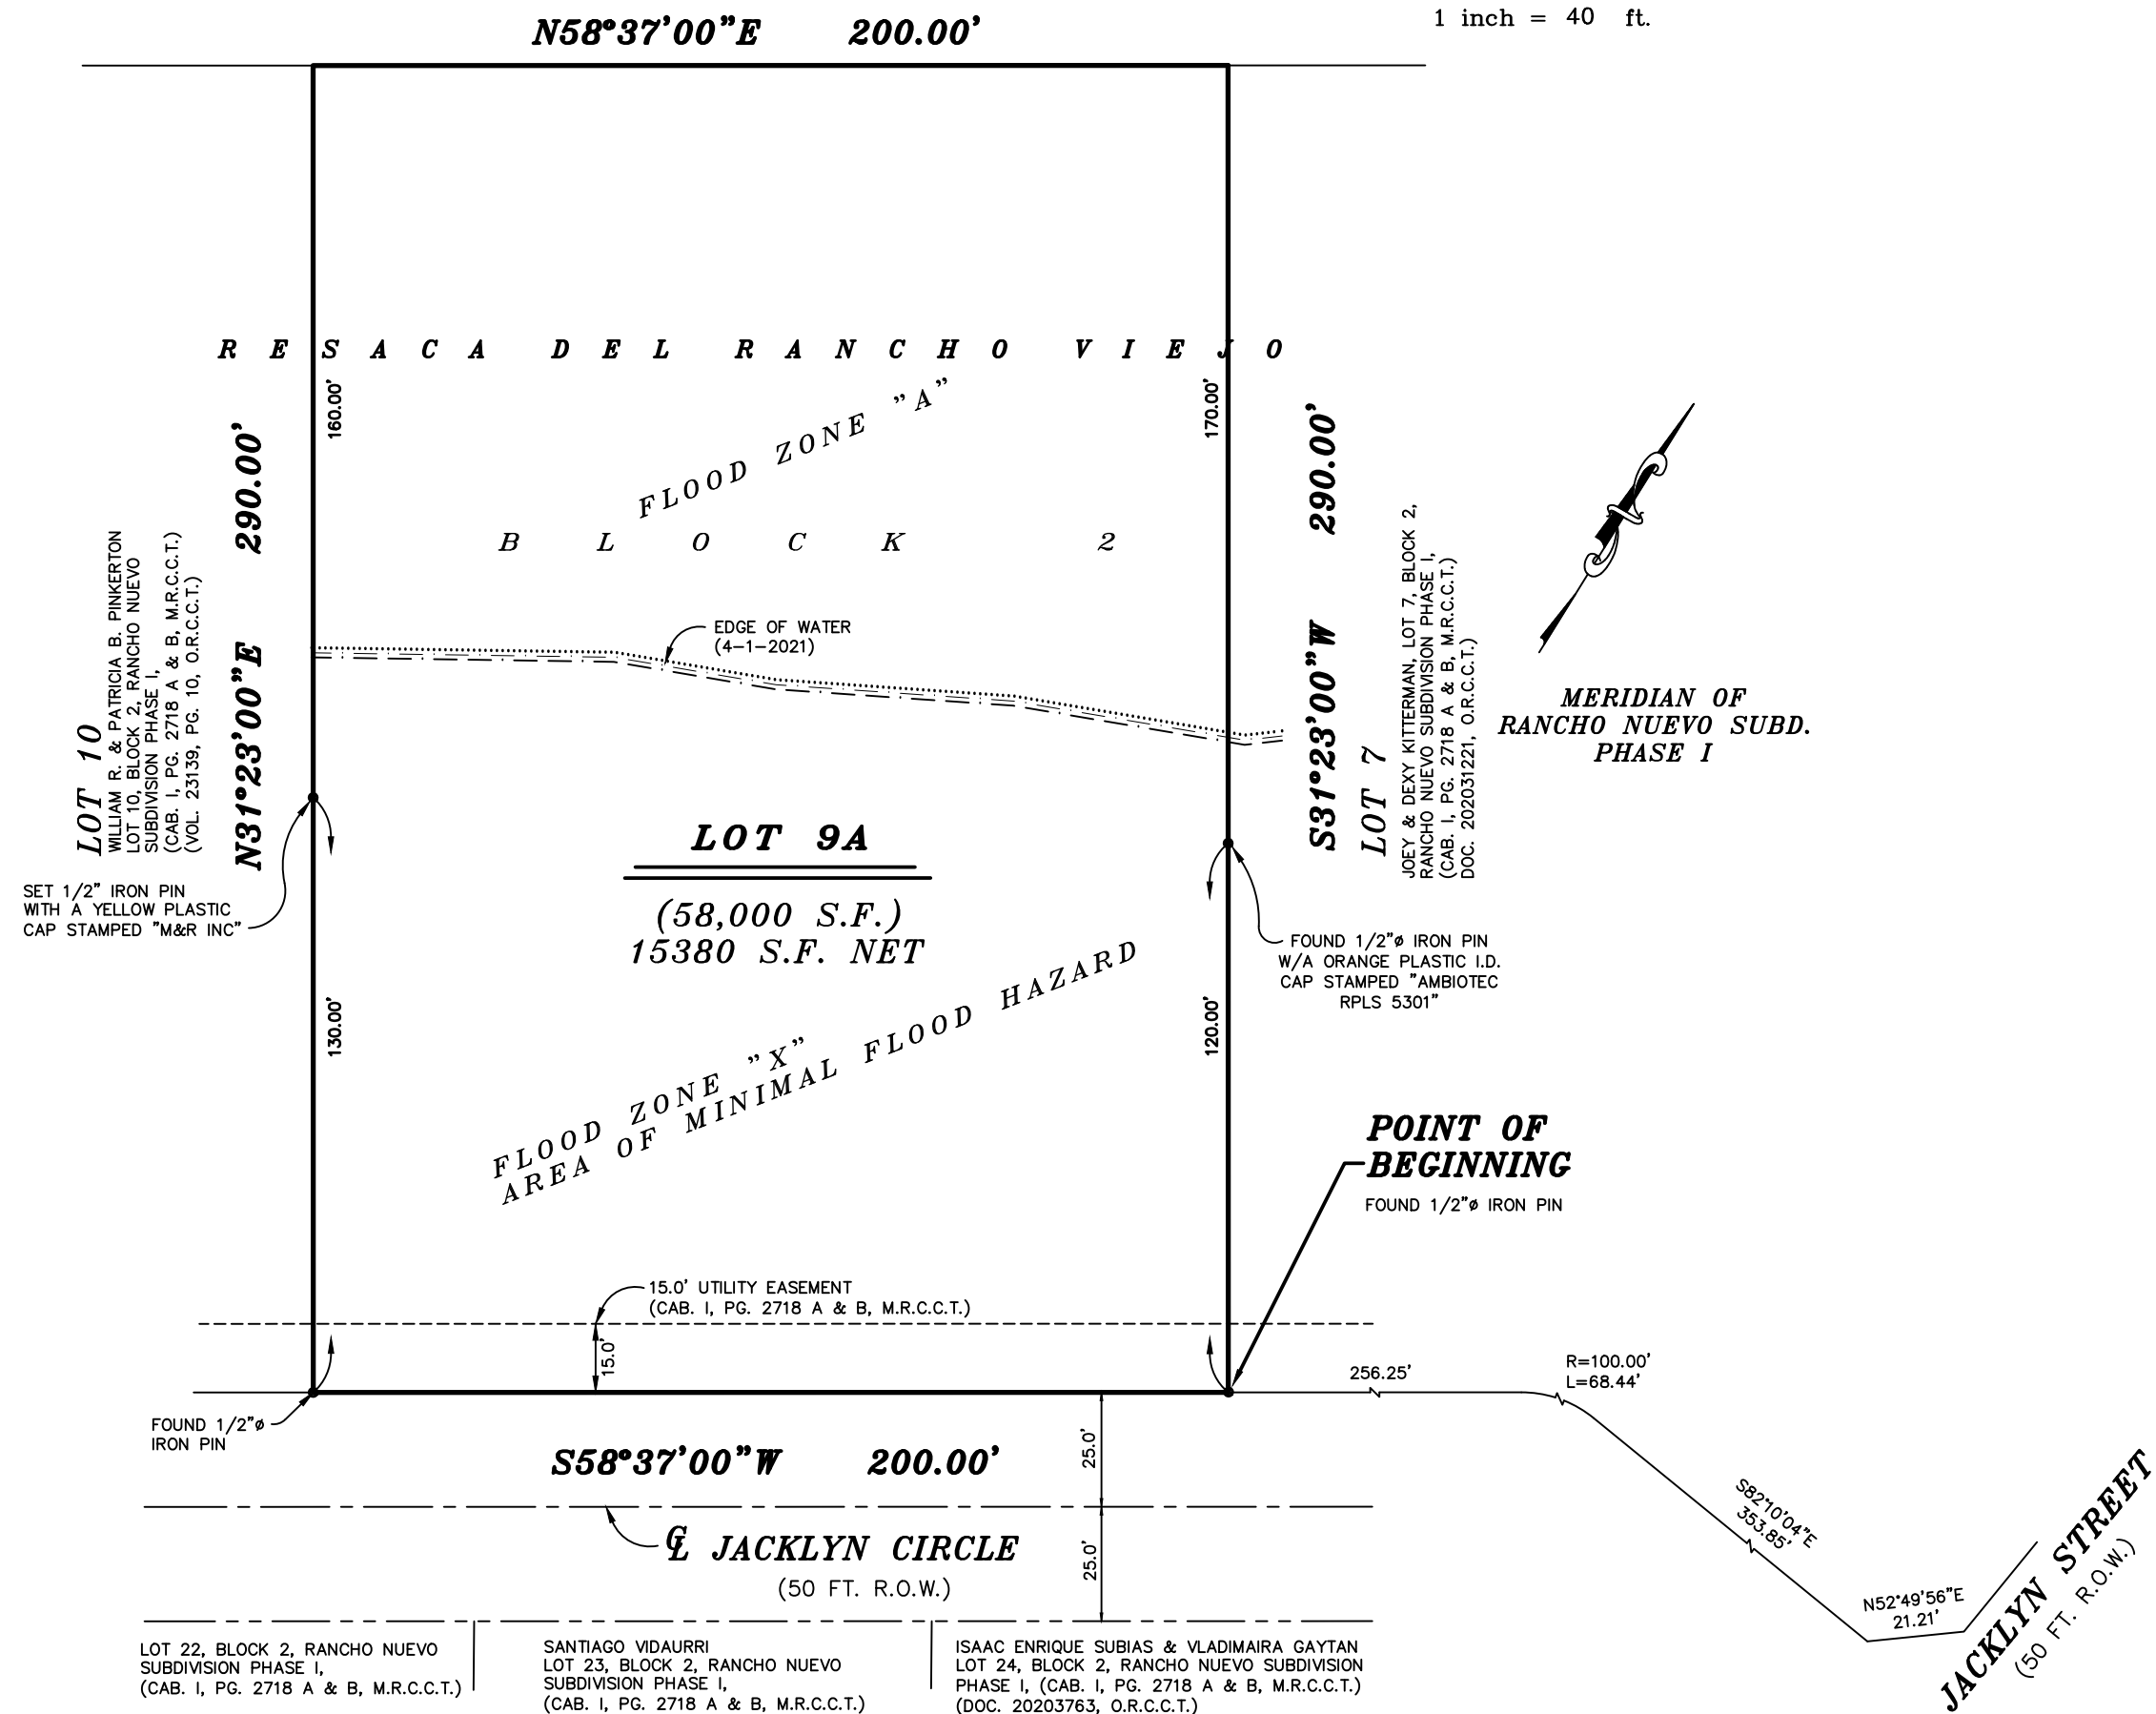 N58°37'00"E 200.00'
1 inch = 40 ft.
RESACA DEL RANCHO VIEJO
160.00'
170.00'
FLOOD ZONE "A"
BLOCK 2
EDGE OF WATER
(4-1-2021)
N31°23'00"E 290.00'
S31°23'00"W 290.00'
LOT 10
WILLIAM R. & PATRICIA B. PINKERTON
LOT 10, BLOCK 2, RANCHO NUEVO
SUBDIVISION PHASE I,
(CAB. I, PG. 2718 A & B, M.R.C.C.T.)
(VOL. 23139, PG. 10, O.R.C.C.T.)
LOT 7
JOEY & DEXY KITTERMAN, LOT 7, BLOCK 2,
RANCHO NUEVO SUBDIVISION PHASE I,
(CAB. I, PG. 2718 A & B, M.R.C.C.T.)
DOC. 202031221, O.R.C.C.T.)
MERIDIAN OF
RANCHO NUEVO SUBD.
PHASE I
LOT 9A
(58,000 S.F.)
15380 S.F. NET
SET 1/2" IRON PIN
WITH A YELLOW PLASTIC
CAP STAMPED "M&R INC"
FOUND 1/2"ø IRON PIN
W/A ORANGE PLASTIC I.D.
CAP STAMPED "AMBIOTEC
RPLS 5301"
130.00'
120.00'
FLOOD ZONE "X"
AREA OF MINIMAL FLOOD HAZARD
POINT OF
BEGINNING
FOUND 1/2"ø IRON PIN
15.0' UTILITY EASEMENT
(CAB. I, PG. 2718 A & B, M.R.C.C.T.)
15.0'
256.25'
R=100.00'
L=68.44'
FOUND 1/2"ø
IRON PIN
S58°37'00"W 200.00'
25.0'
25.0'
S82°10'04"E
353.85'
N52°49'56"E
21.21'
JACKLYN STREET
(50 FT. R.O.W.)
CL JACKLYN CIRCLE
(50 FT. R.O.W.)
LOT 22, BLOCK 2, RANCHO NUEVO
SUBDIVISION PHASE I,
(CAB. I, PG. 2718 A & B, M.R.C.C.T.)
SANTIAGO VIDAURRI
LOT 23, BLOCK 2, RANCHO NUEVO
SUBDIVISION PHASE I,
(CAB. I, PG. 2718 A & B, M.R.C.C.T.)
ISAAC ENRIQUE SUBIAS & VLADIMAIRA GAYTAN
LOT 24, BLOCK 2, RANCHO NUEVO SUBDIVISION
PHASE I, (CAB. I, PG. 2718 A & B, M.R.C.C.T.)
(DOC. 20203763, O.R.C.C.T.)